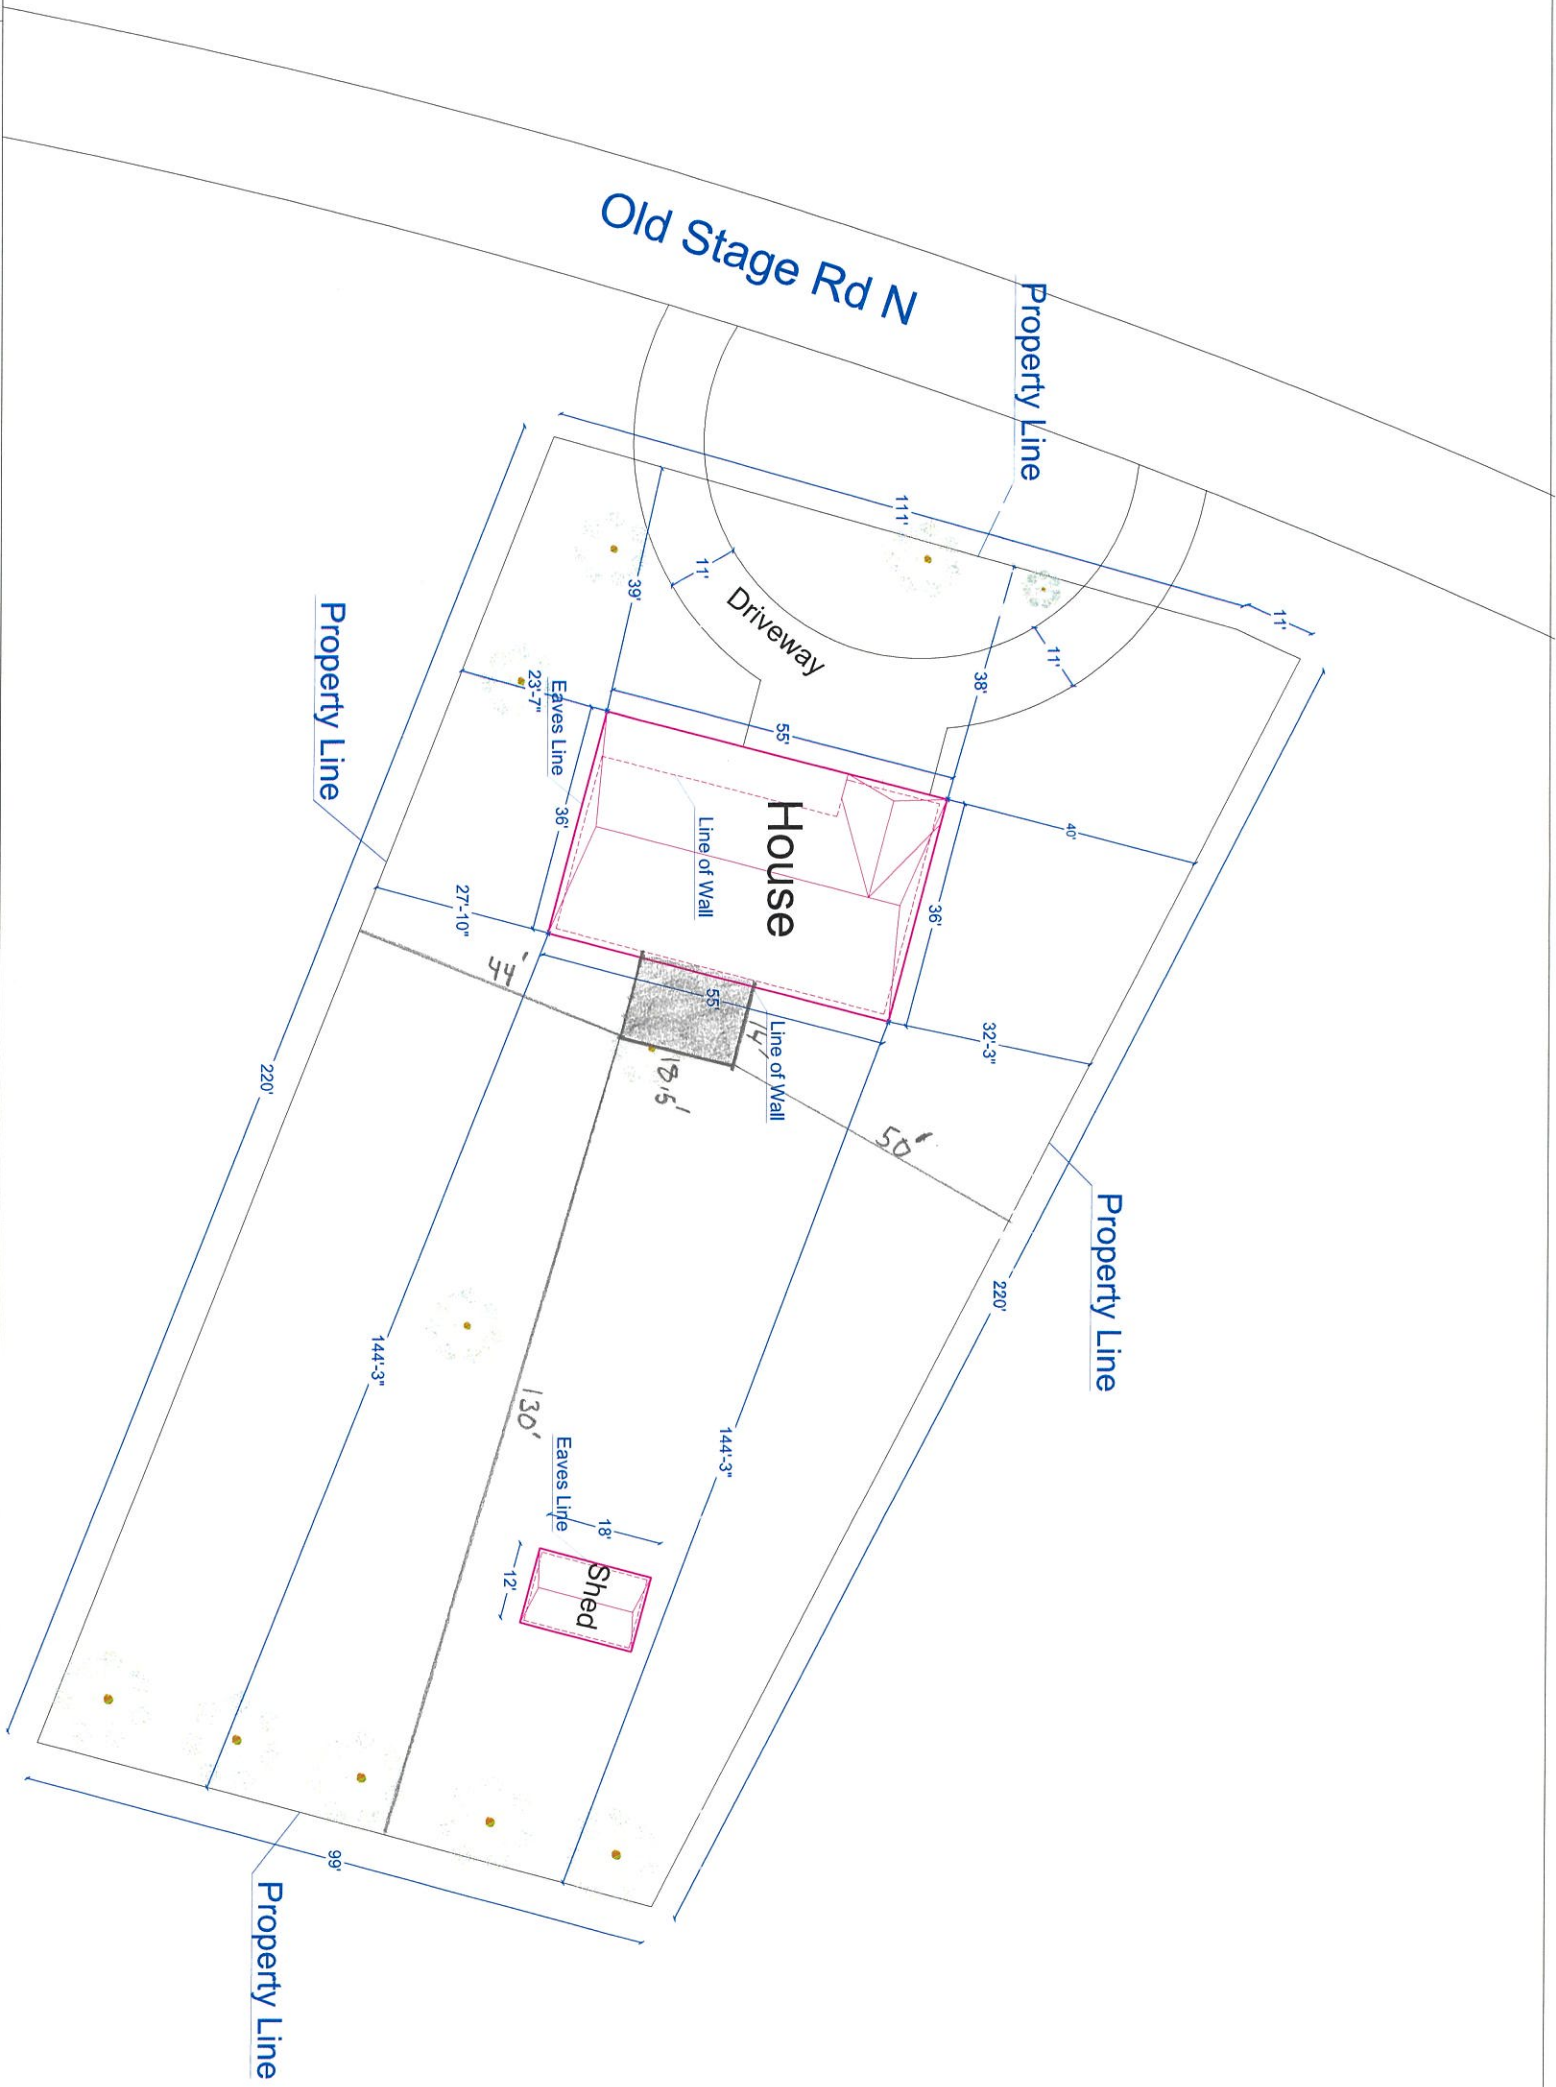 Old Stage Rd N
Property Line
111'
11'
11'
Driveway
11'
39'
38'
Property Line
23'-7"
Eaves Line
55'
40'
36'
Line of Wall
House
36'
27'-10"
44'
55'
Line of Wall
32'-3"
18.5'
50'
220'
Property Line
220'
144'-3"
130'
144'-3"
Eaves Line
18'
12'
Shed
99'
Property Line